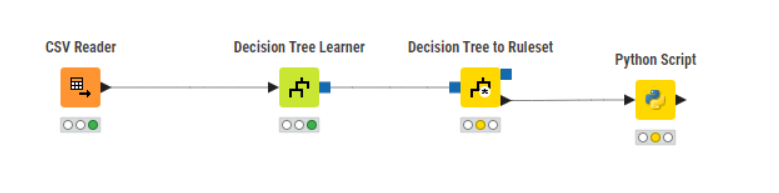 CSV Reader
Decision Tree Learner
Decision Tree to Ruleset
Python Script